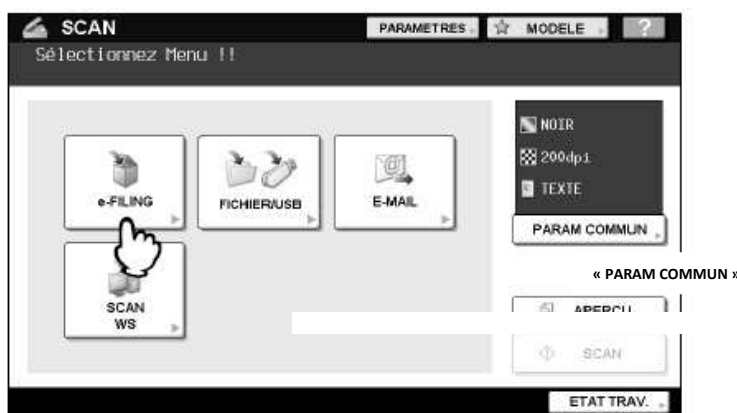 SCAN
PARAMETRES
MODELE
?
Sélectionnez Menu !!
NOIR
200dpi
TEXTE
e-FILING
FICHIER/USB
E-MAIL
PARAM COMMUN
« PARAM COMMUN »
SCAN
WS
APERCU
SCAN
ETAT TRAV.